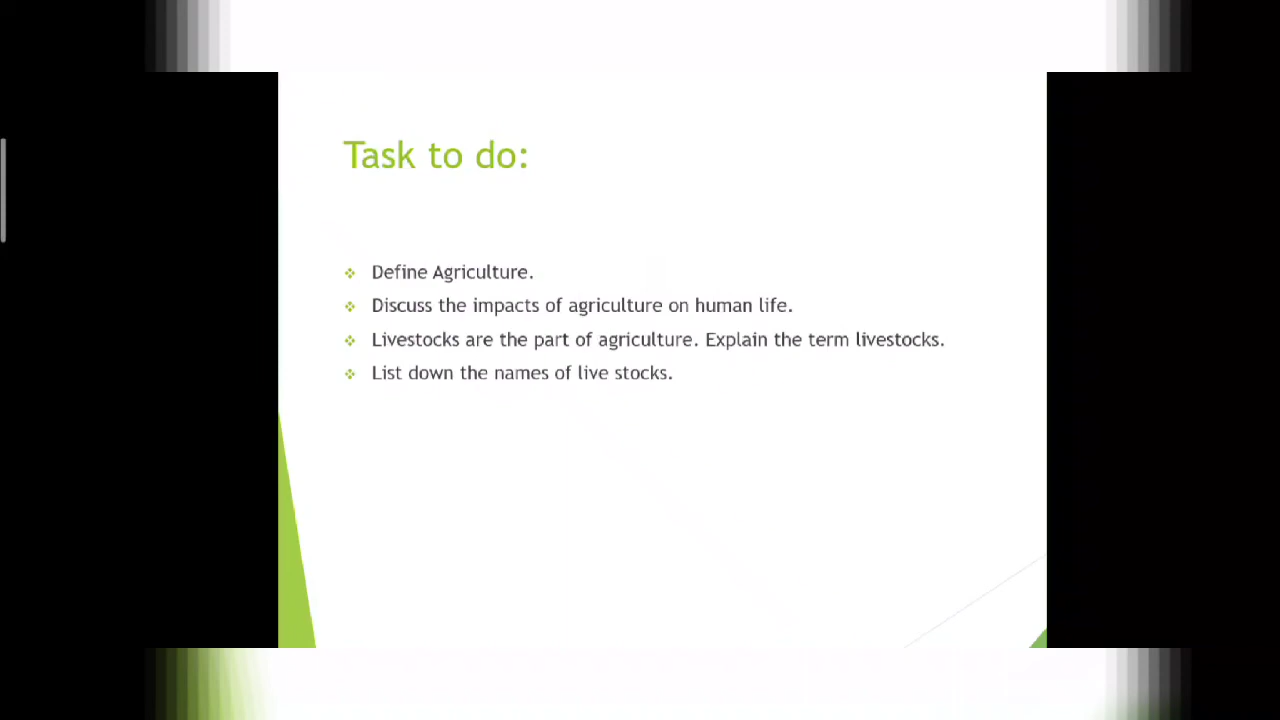 Task to do:
Define Agriculture.
Discuss the impacts of agriculture on human life.
Livestocks are the part of agriculture. Explain the term livestocks.
List down the names of live stocks.